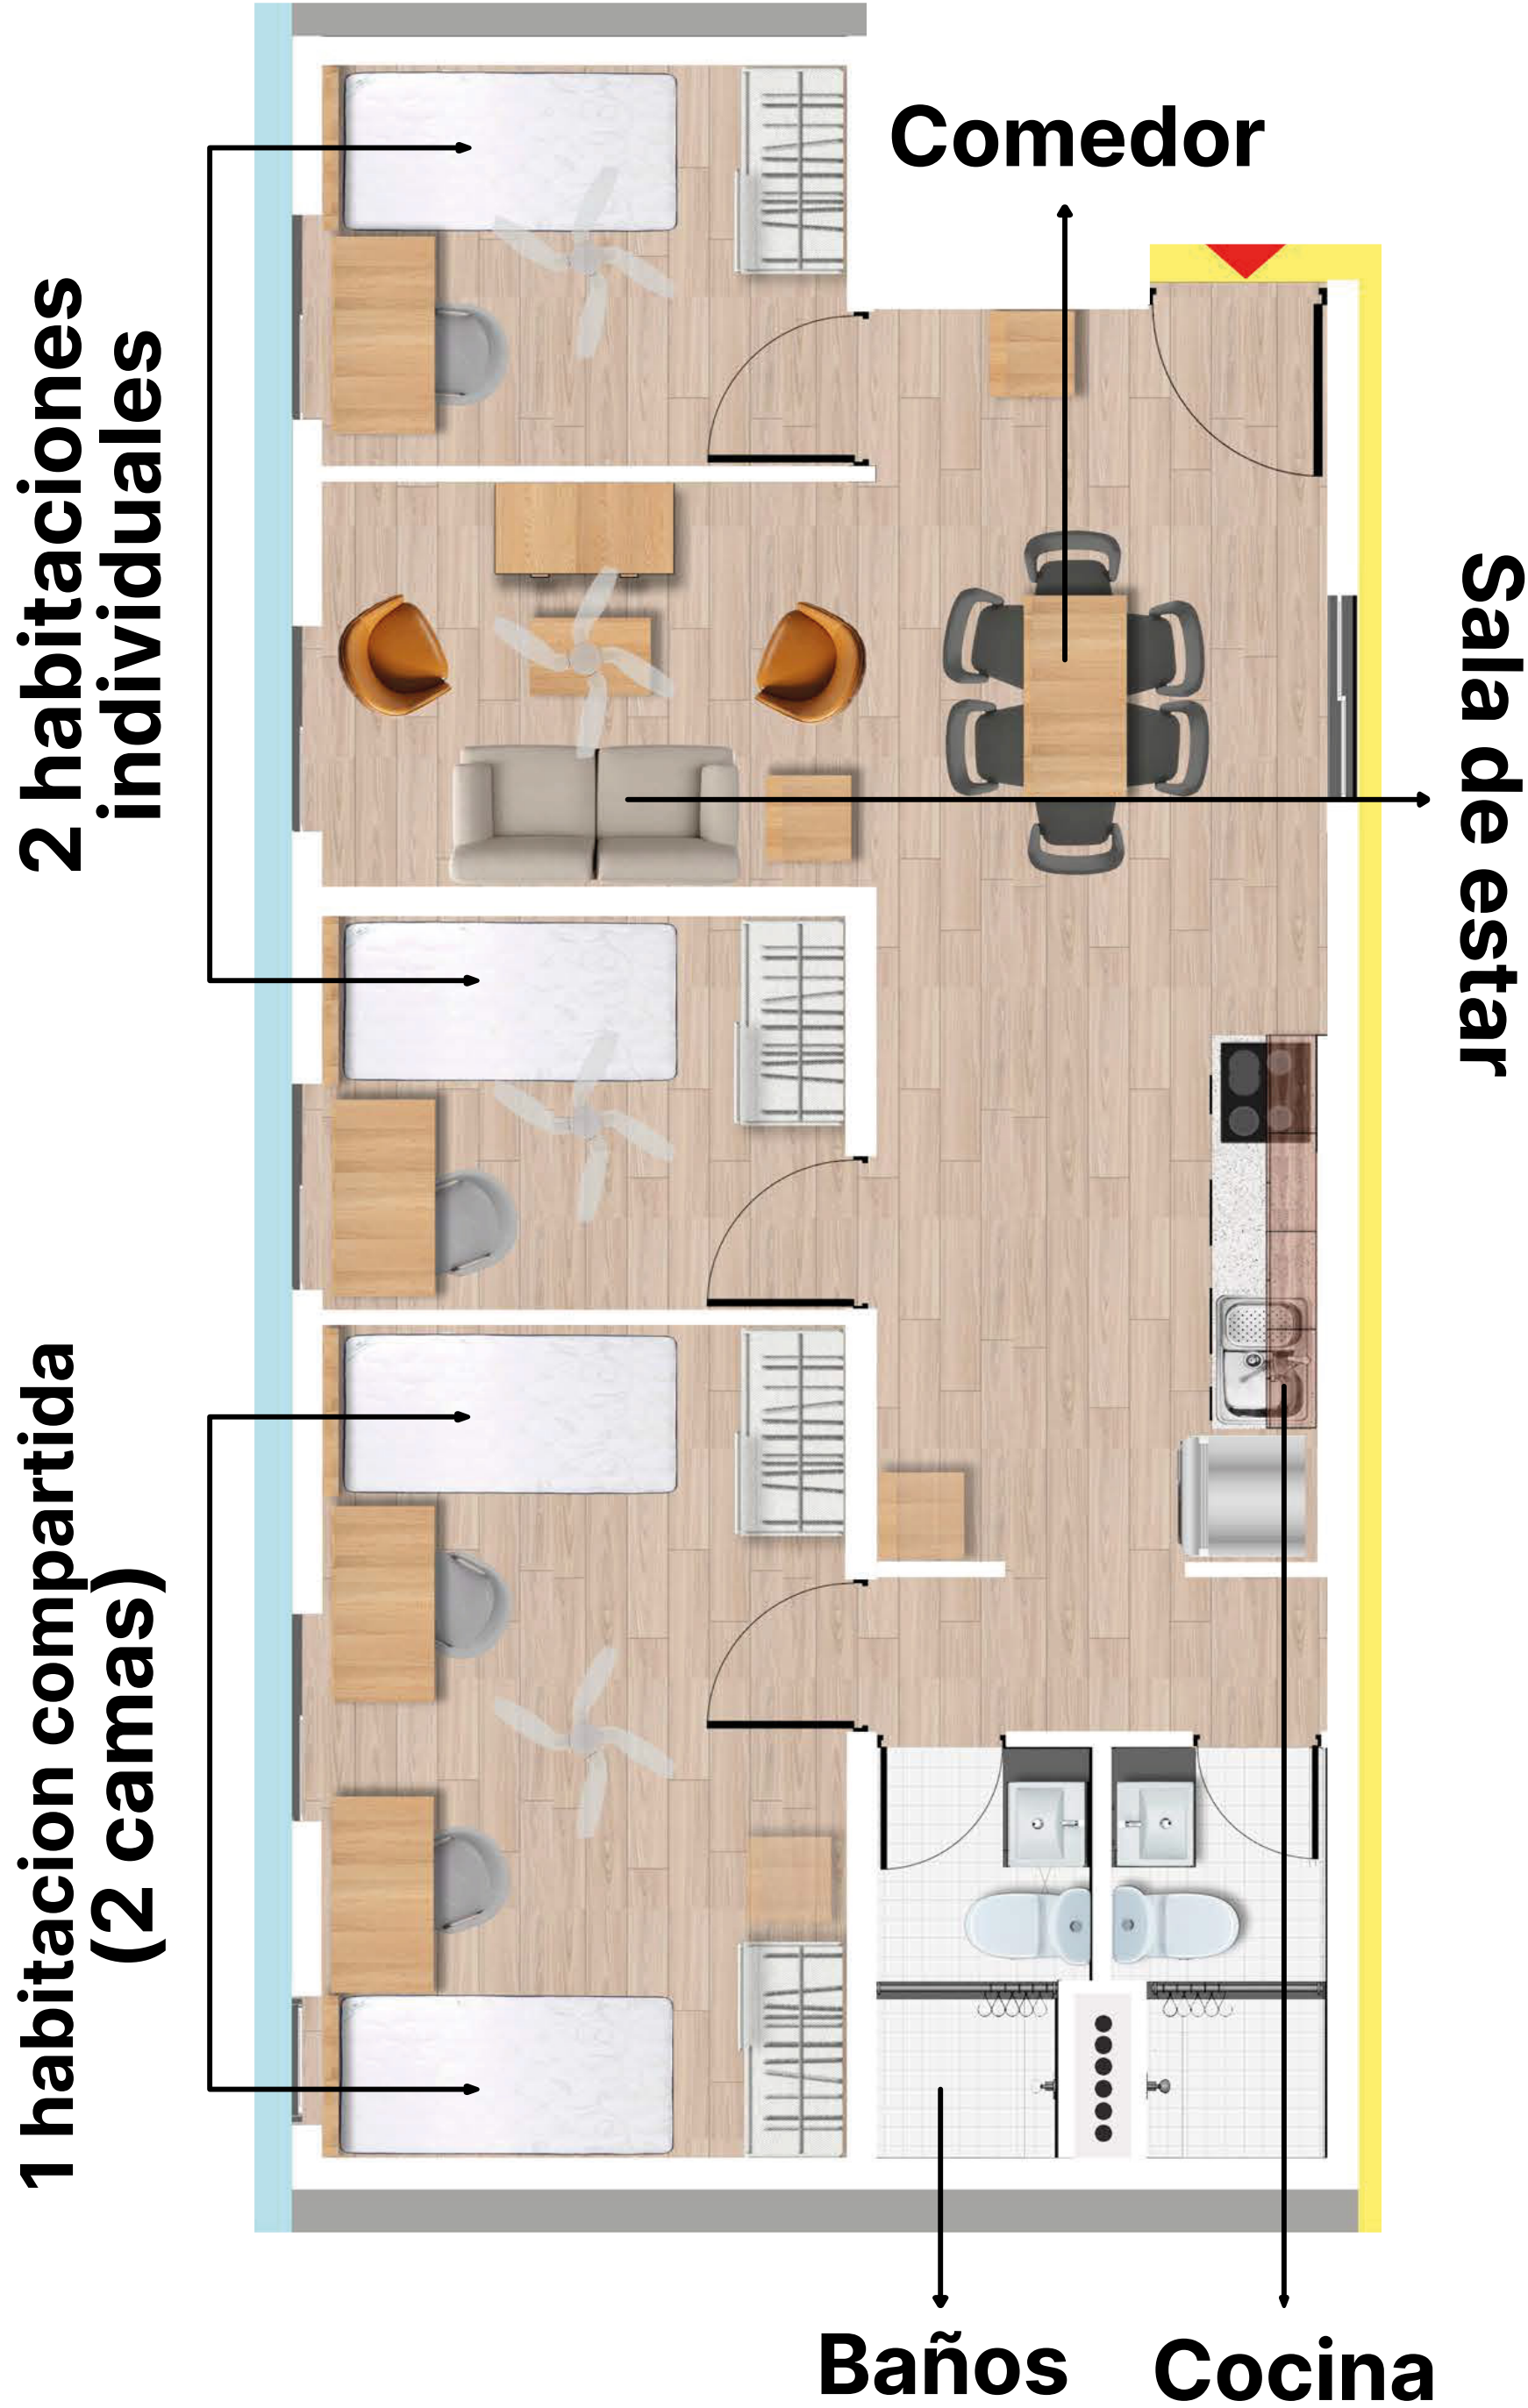 Comedor
2 habitaciones
individuales
Sala de estar
1 habitacion compartida
(2 camas)
Baños
Cocina